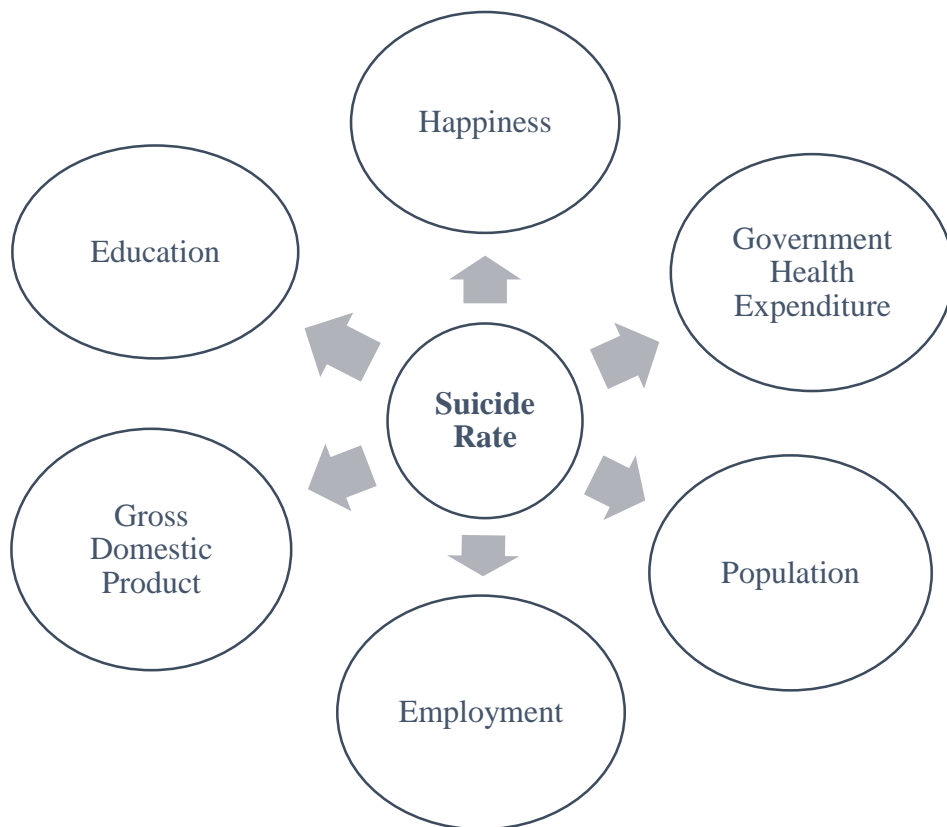 Happiness
Education
Government
Health
Expenditure
Suicide
Rate
Gross
Domestic
Product
Population
Employment